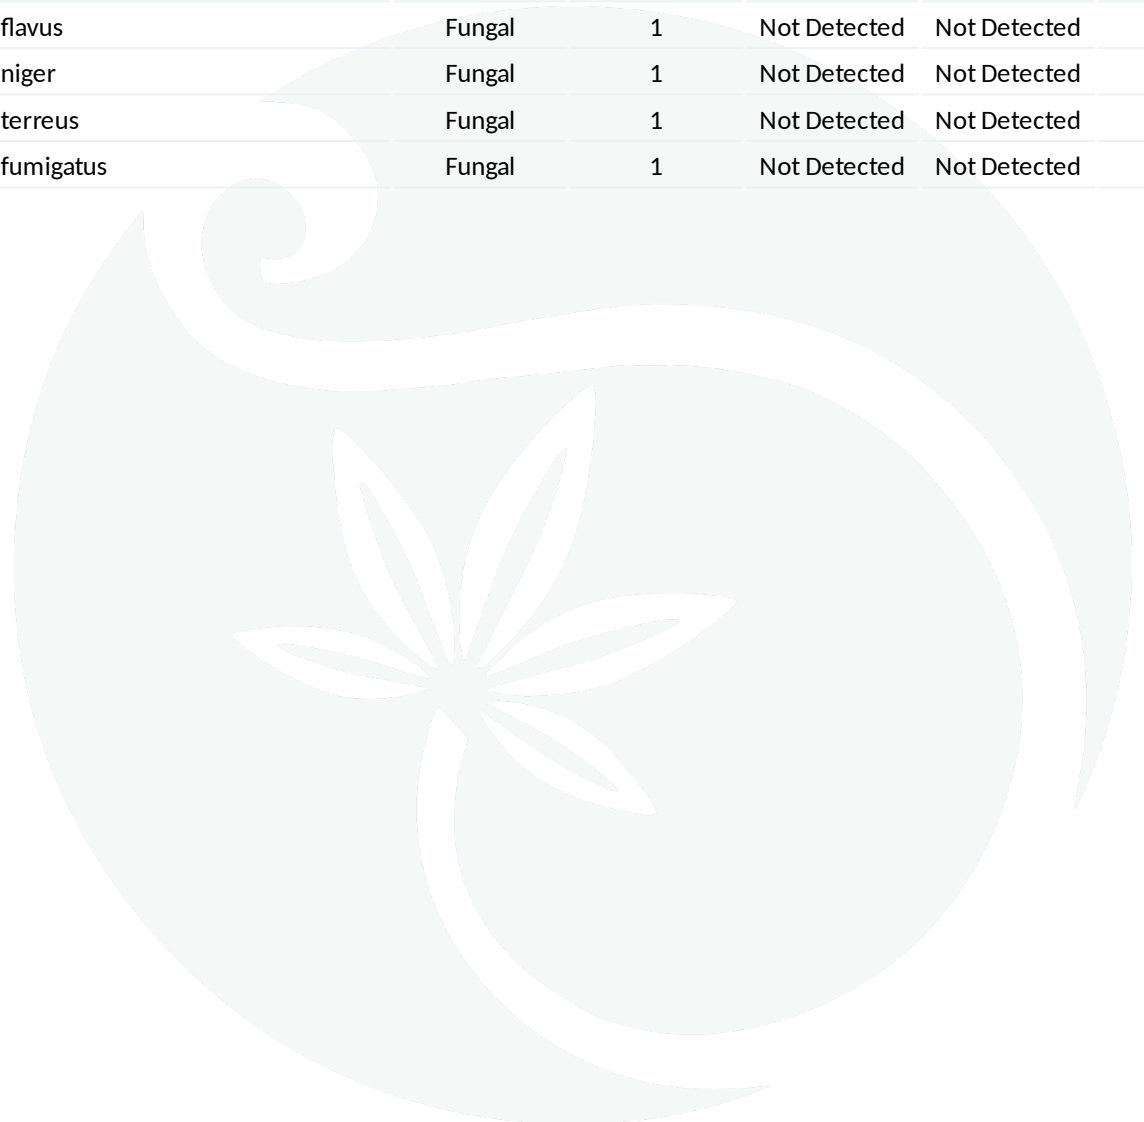 flavus Fungal 1 Not Detected Not Detected
niger Fungal 1 Not Detected Not Detected
terreus Fungal 1 Not Detected Not Detected
fumigatus Fungal 1 Not Detected Not Detected